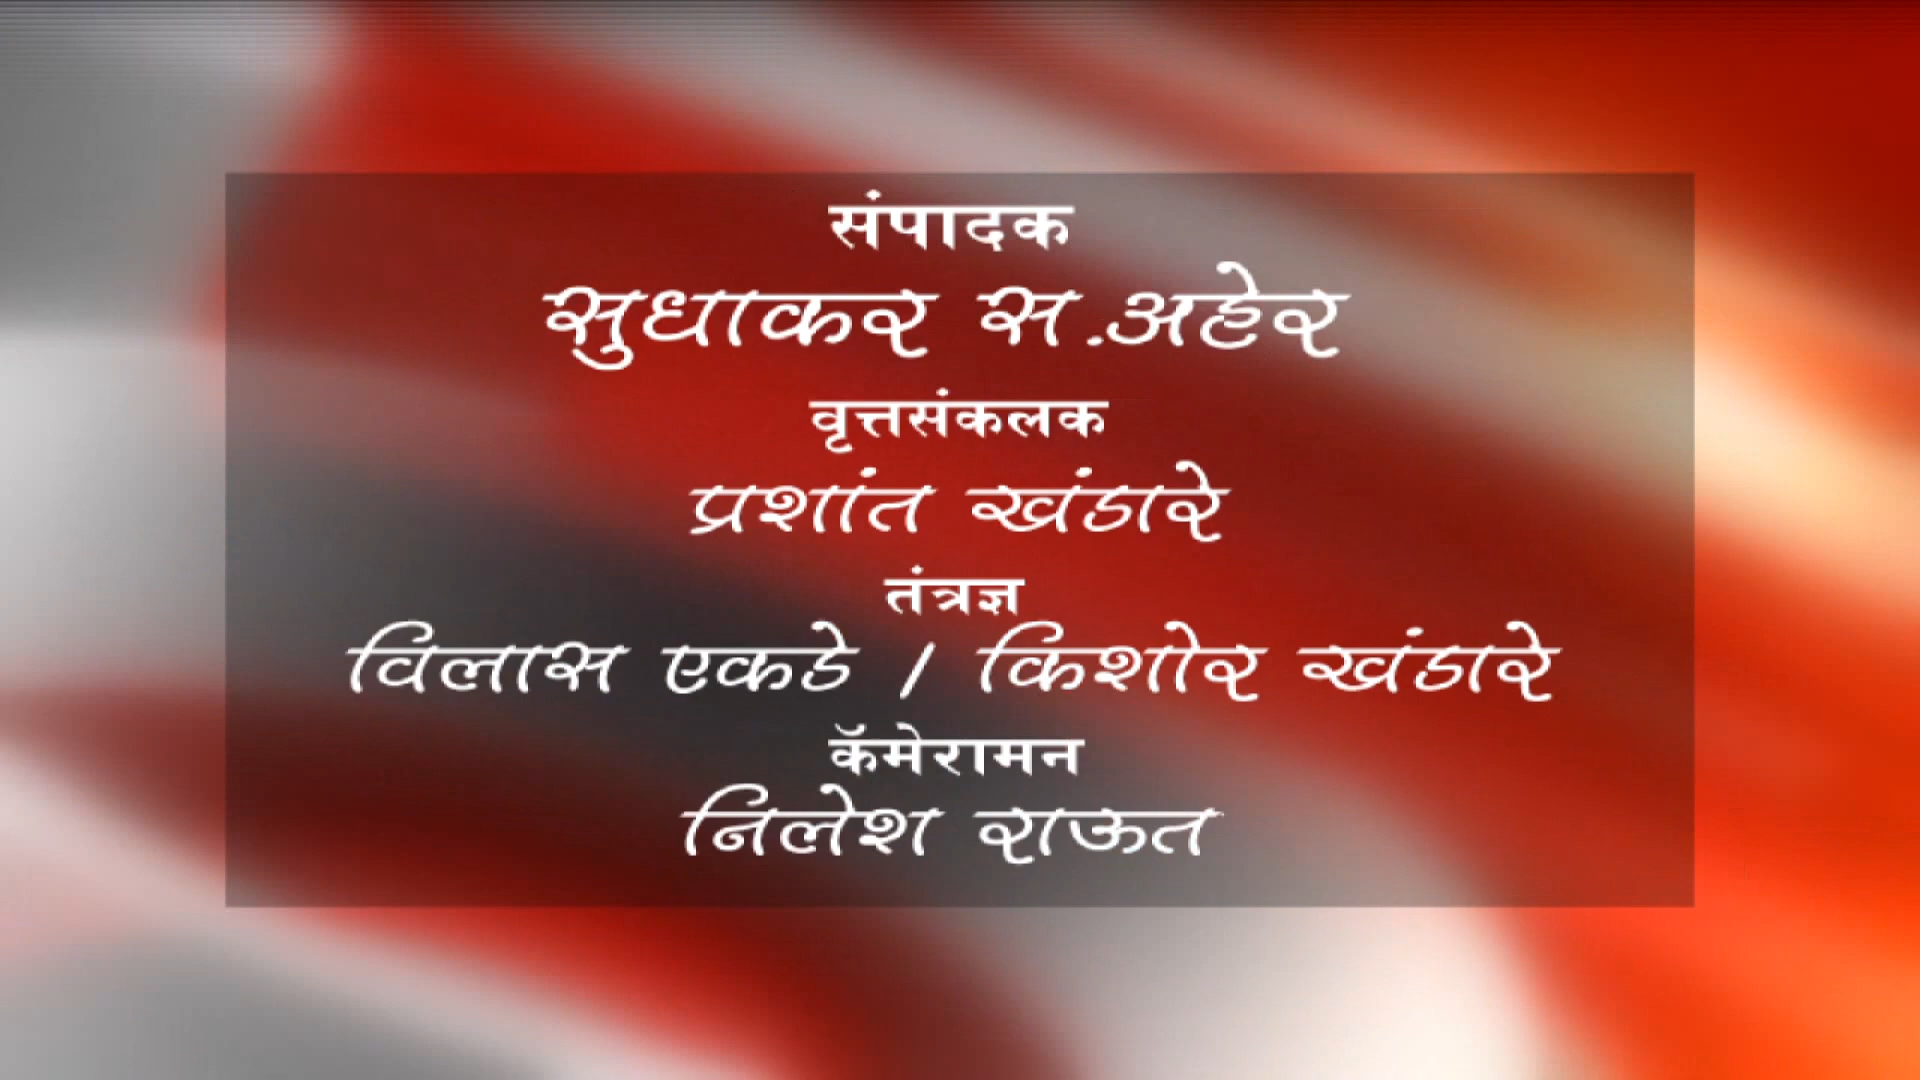 संपादक
सुधाकर स.अहेर
वृत्तसंकलक
प्रशांत खंडारे
तंत्रज्ञ
विलास एकडे / किशोर खंडारे
कॅमेरामन
निलेश राऊत